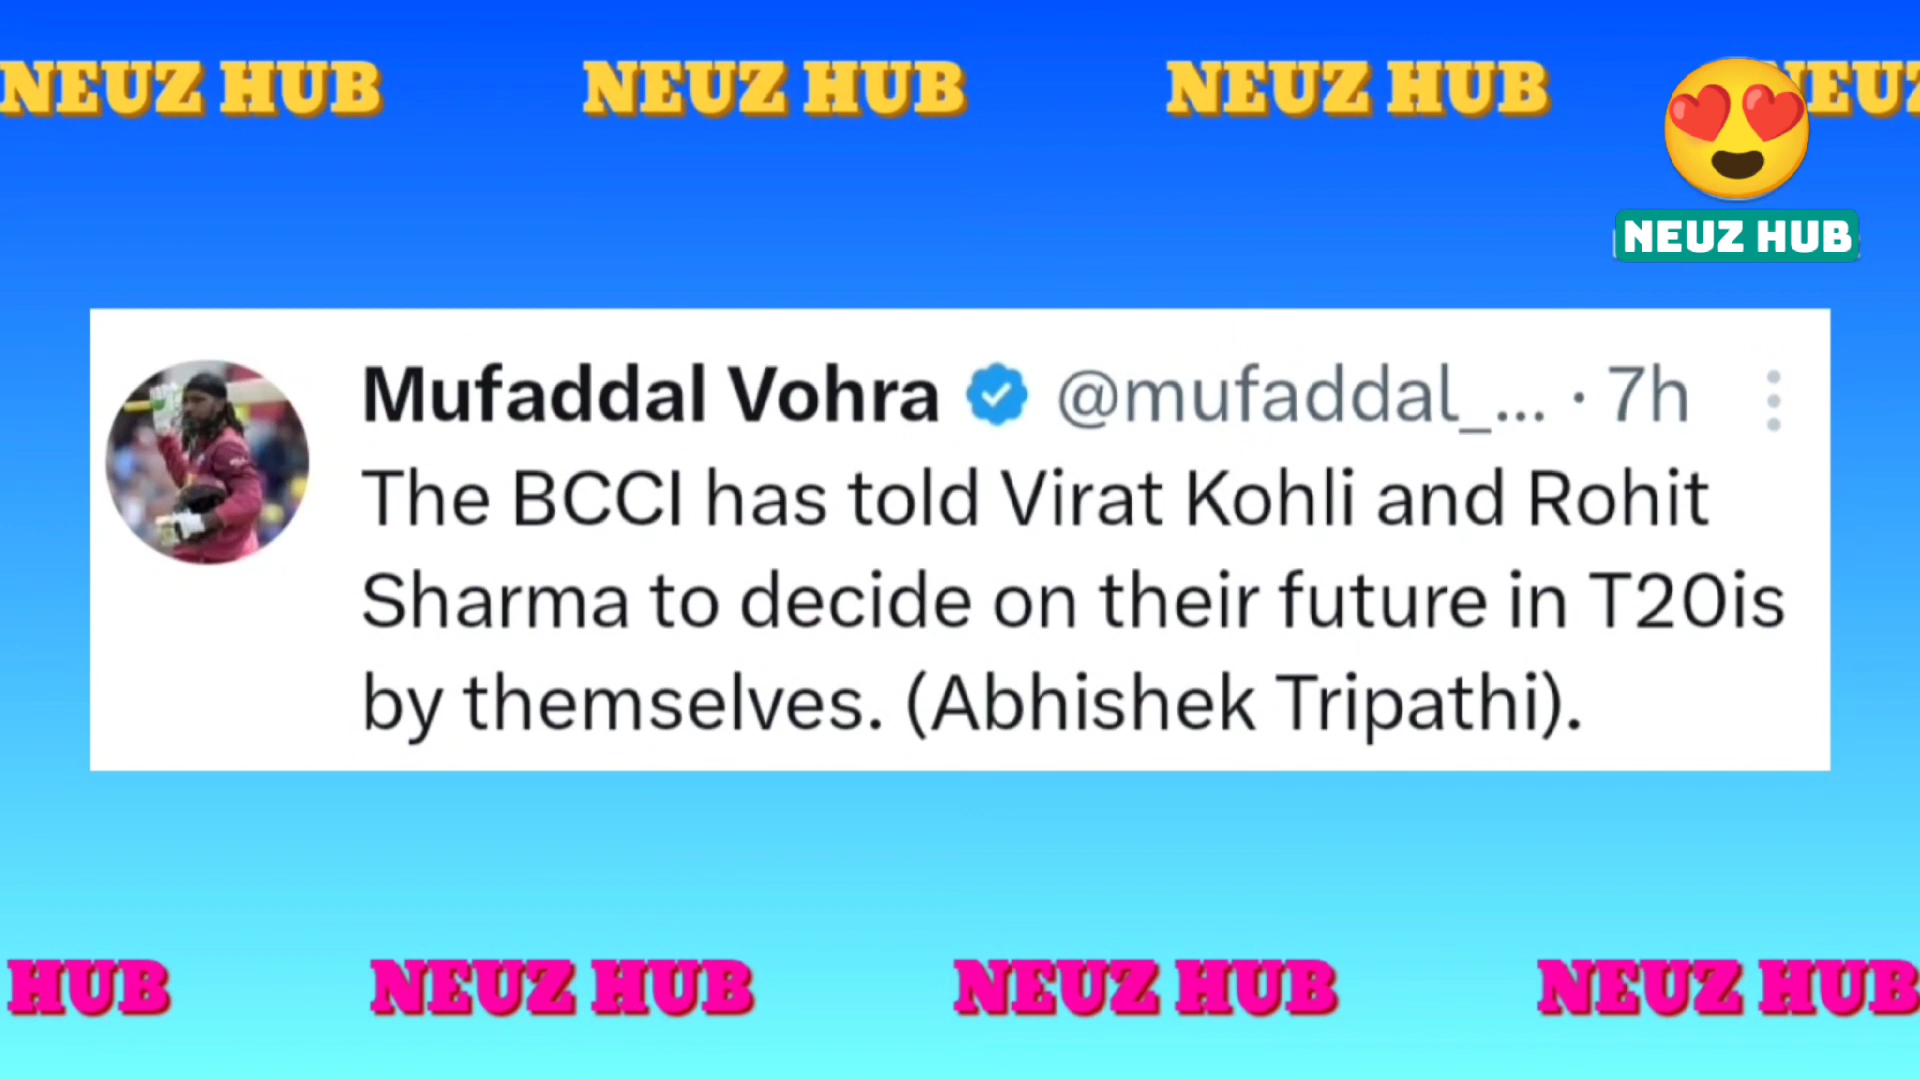 NEUZ HUB NEUZ HUB NEUZ HUB NEUZ
NEUZ HUB
Mufaddal Vohra @mufaddal_... · 7h
The BCCI has told Virat Kohli and Rohit
Sharma to decide on their future in T20is
by themselves. (Abhishek Tripathi).
HUB NEUZ HUB NEUZ HUB NEUZ HUB